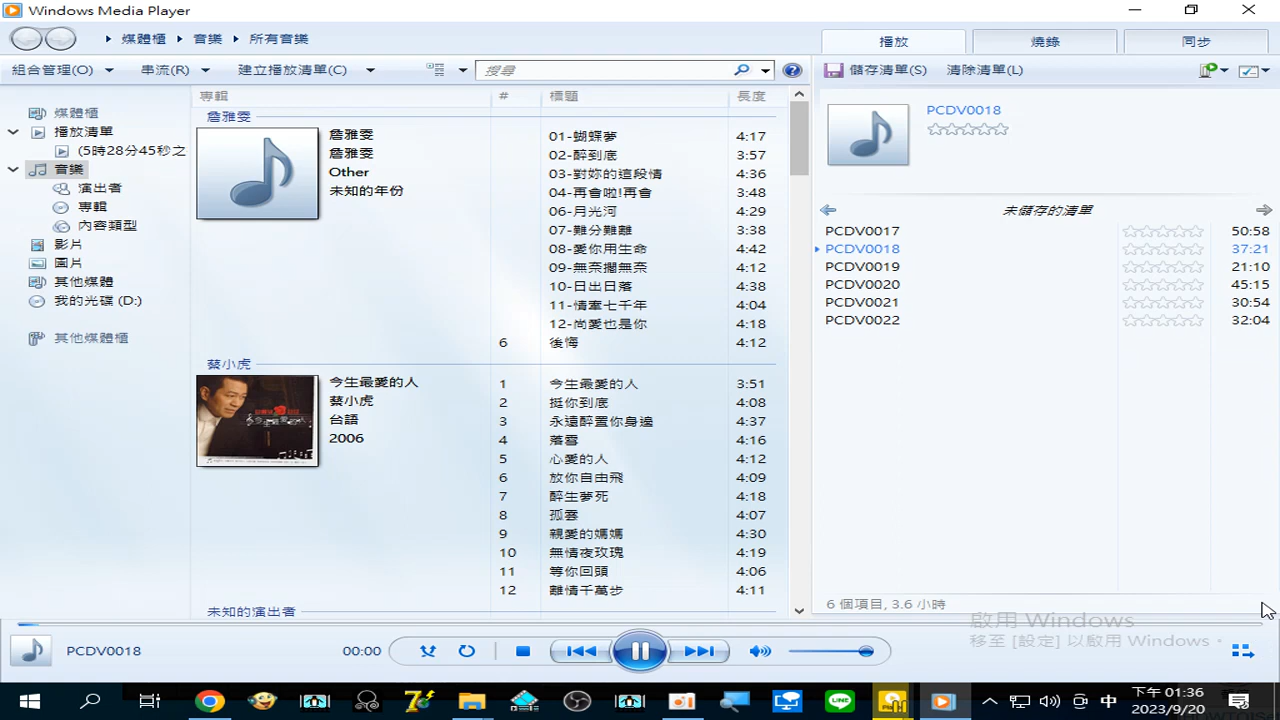 Windows Media Player
媒體櫃 音樂 所有音樂
播放 燒錄 同步
組合管理(O) 串流(R) 建立播放清單(C) 搜尋 儲存清單(S) 清除清單(L)
專輯 # 標題 長度
媒體櫃
播放清單
(5時28分45秒之
音樂
演出者
專輯
內容類型
影片
圖片
其他媒體
我的光碟 (D:)
其他媒體櫃
詹雅雯
詹雅雯
詹雅雯
Other
未知的年份
01-蝴蝶夢 4:17
02-醉到底 3:57
03-對妳的這段情 4:36
04-再會啦!再會 3:48
06-月光河 4:29
07-難分難離 3:38
08-愛你用生命 4:42
09-無奈擱無奈 4:12
10-日出日落 4:38
11-情牽七千年 4:04
12-尚愛也是你 4:18
6 後悔 4:12
蔡小虎
今生最愛的人
蔡小虎
台語
2006
1 今生最愛的人 3:51
2 挺你到底 4:08
3 永遠醉置你身邊 4:37
4 落雪 4:16
5 心愛的人 4:12
6 放你自由飛 4:09
7 醉生夢死 4:18
8 孤雲 4:07
9 親愛的媽媽 4:30
10 無情夜玫瑰 4:19
11 等你回頭 4:06
12 離情千萬步 4:11
未知的演出者
PCDV0018
未儲存的清單
PCDV0017 50:58
PCDV0018 37:21
PCDV0019 21:10
PCDV0020 45:15
PCDV0021 30:54
PCDV0022 32:04
6 個項目, 3.6 小時
啟用 Windows
移至 [設定] 以啟用 Windows。
PCDV0018 00:00
中 下午 01:36
2023/9/20